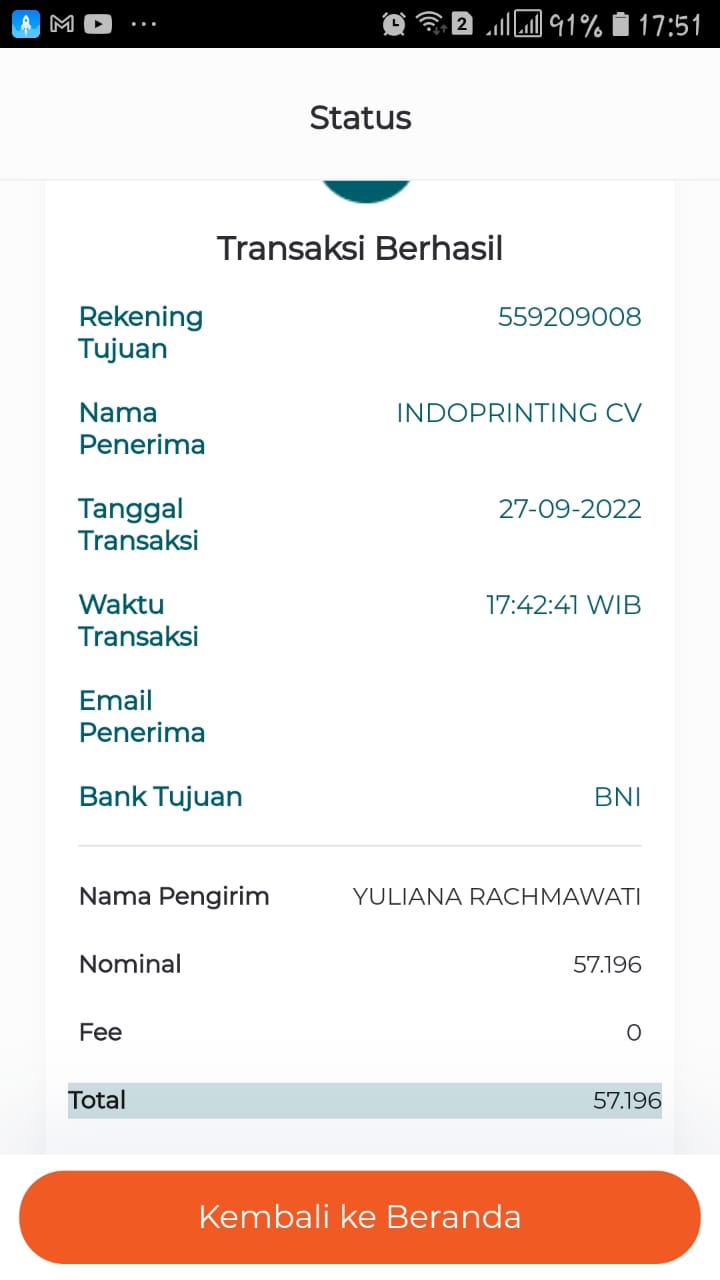 2 91% 17:51
Status
Transaksi Berhasil
Rekening Tujuan 559209008
Nama Penerima INDOPRINTING CV
Tanggal Transaksi 27-09-2022
Waktu Transaksi 17:42:41 WIB
Email Penerima
Bank Tujuan BNI
Nama Pengirim YULIANA RACHMAWATI
Nominal 57.196
Fee 0
Total 57.196
Kembali ke Beranda